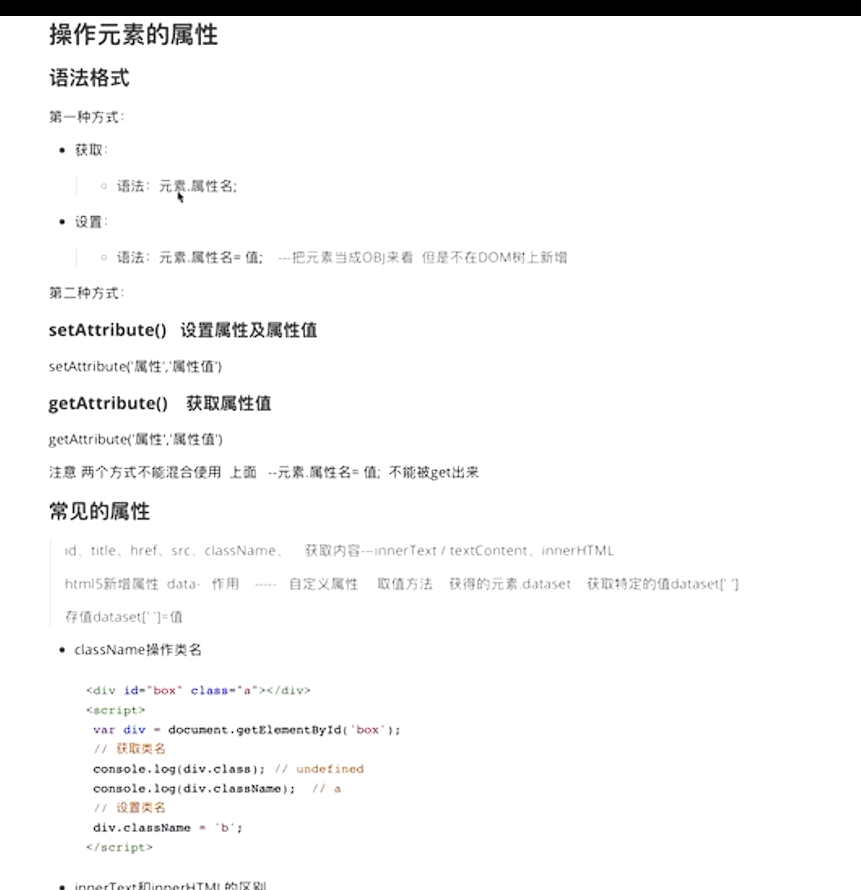 操作元素的属性
语法格式
第一种方式：
获取：
语法：元素.属性名;
设置：
语法：元素.属性名= 值;   ---把元素当成OBJ来看  但是不在DOM树上新增
第二种方式：
setAttribute()   设置属性及属性值
setAttribute('属性','属性值')
getAttribute()    获取属性值
getAttribute('属性','属性值')
注意 两个方式不能混合使用  上面   --元素.属性名= 值;  不能被get出来
常见的属性
id、title、href、src、className、     获取内容---innerText / textContent、innerHTML
html5新增属性  data-   作用    -----   自定义属性     取值方法    获得的元素.dataset    获取特定的值dataset[' ']
存值dataset[' ']=值
className操作类名
<div id="box" class="a"></div>
<script>
var div = document.getElementById('box');
// 获取类名
console.log(div.class); // undefined
console.log(div.className);  // a
// 设置类名
div.className = 'b';
</script>
innerText和innerHTML的区别